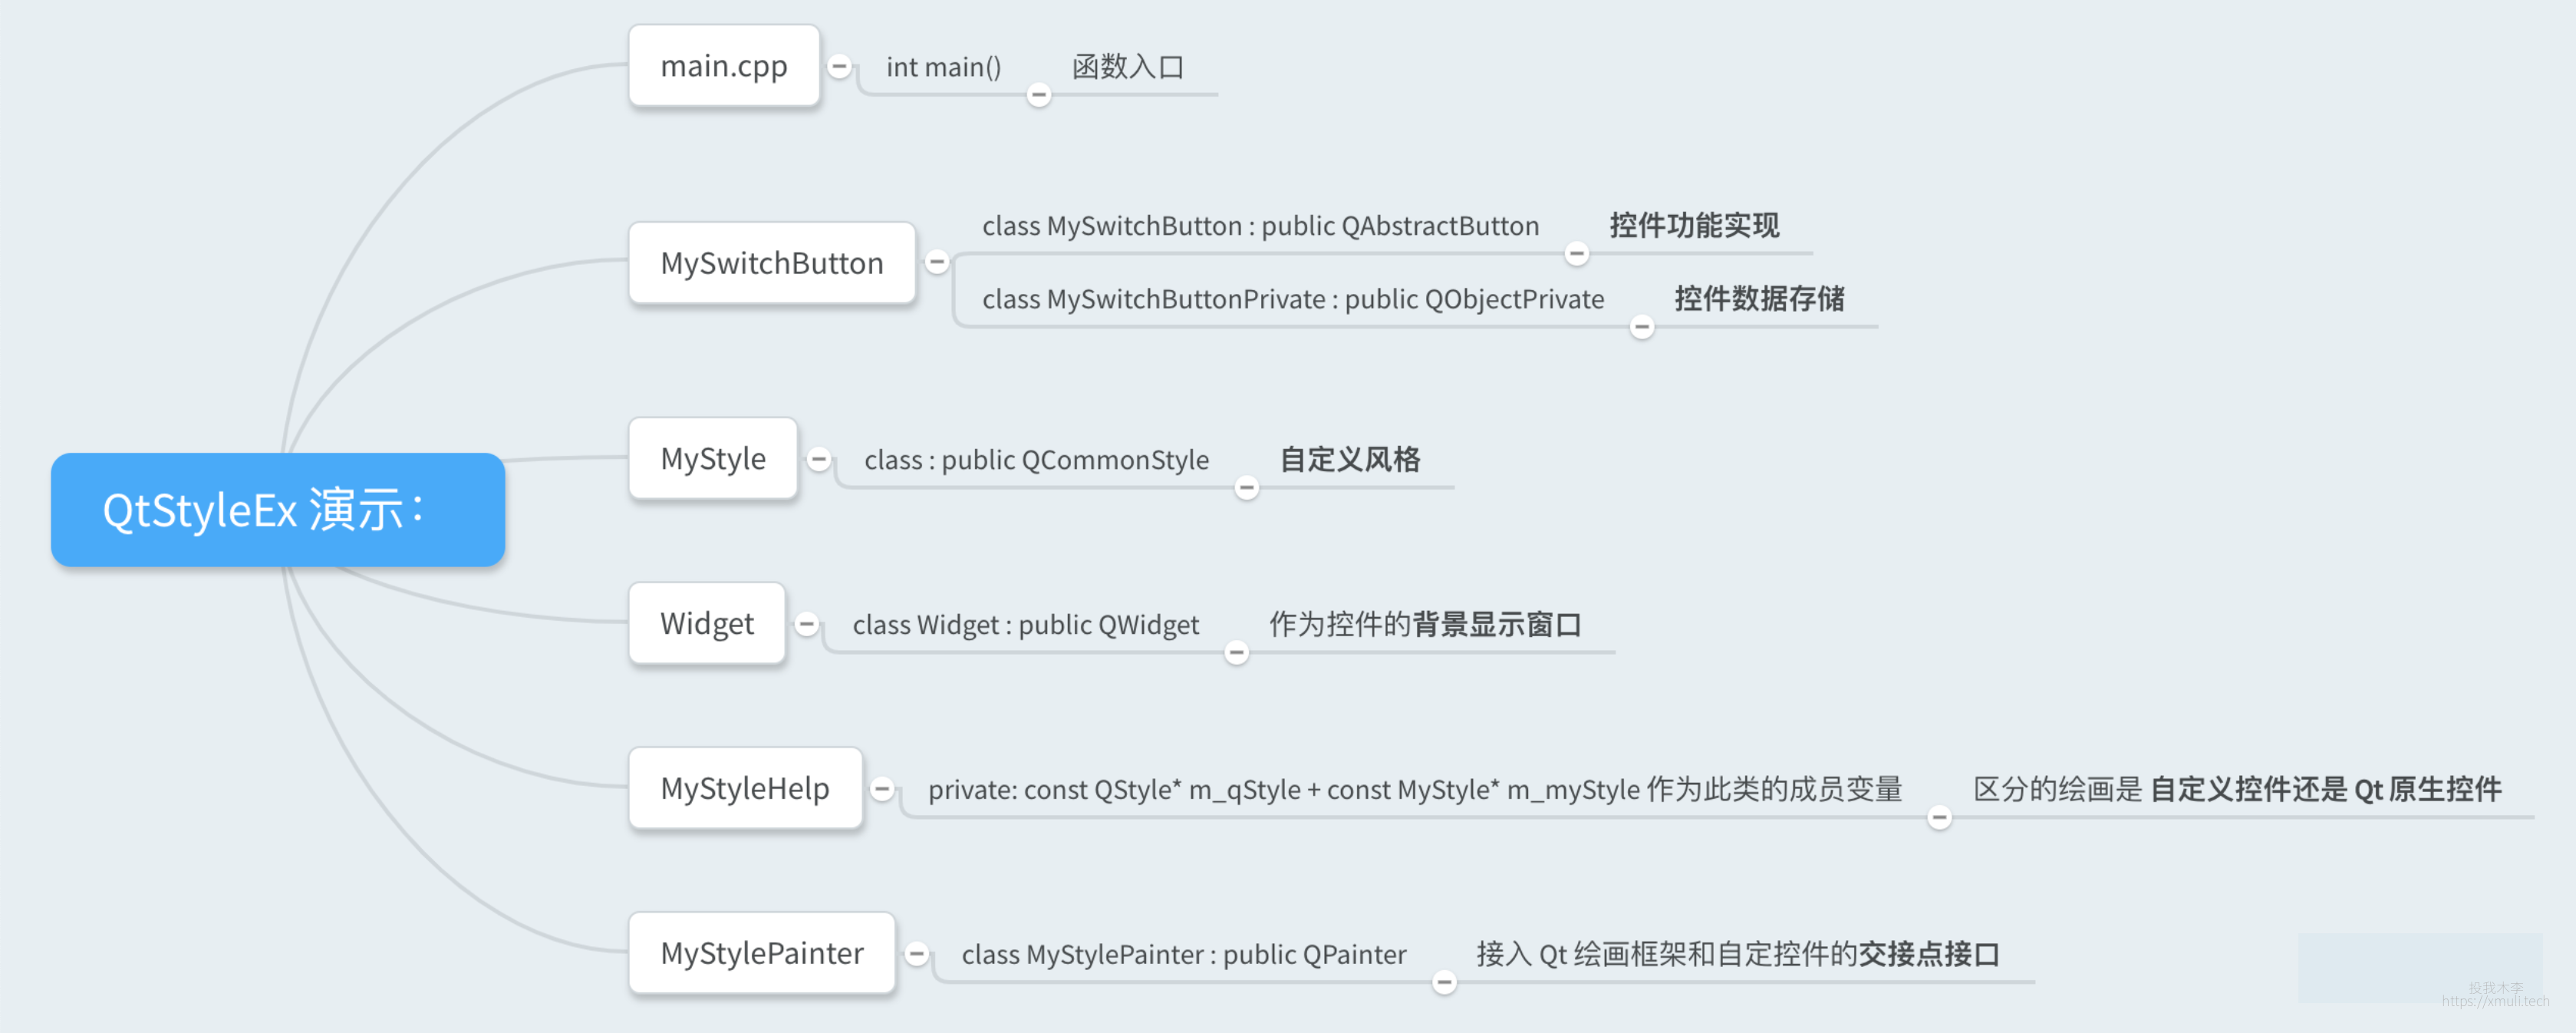 main.cpp
int main()
函数入口
MySwitchButton
class MySwitchButton : public QAbstractButton
控件功能实现
class MySwitchButtonPrivate : public QObjectPrivate
控件数据存储
QtStyleEx 演示：
MyStyle
class : public QCommonStyle
自定义风格
Widget
class Widget : public QWidget
作为控件的背景显示窗口
MyStyleHelp
private: const QStyle* m_qStyle + const MyStyle* m_myStyle 作为此类的成员变量
区分的绘画是 自定义控件还是 Qt 原生控件
MyStylePainter
class MyStylePainter : public QPainter
接入 Qt 绘画框架和自定控件的交接点接口
投我木李
https://xmuli.tech